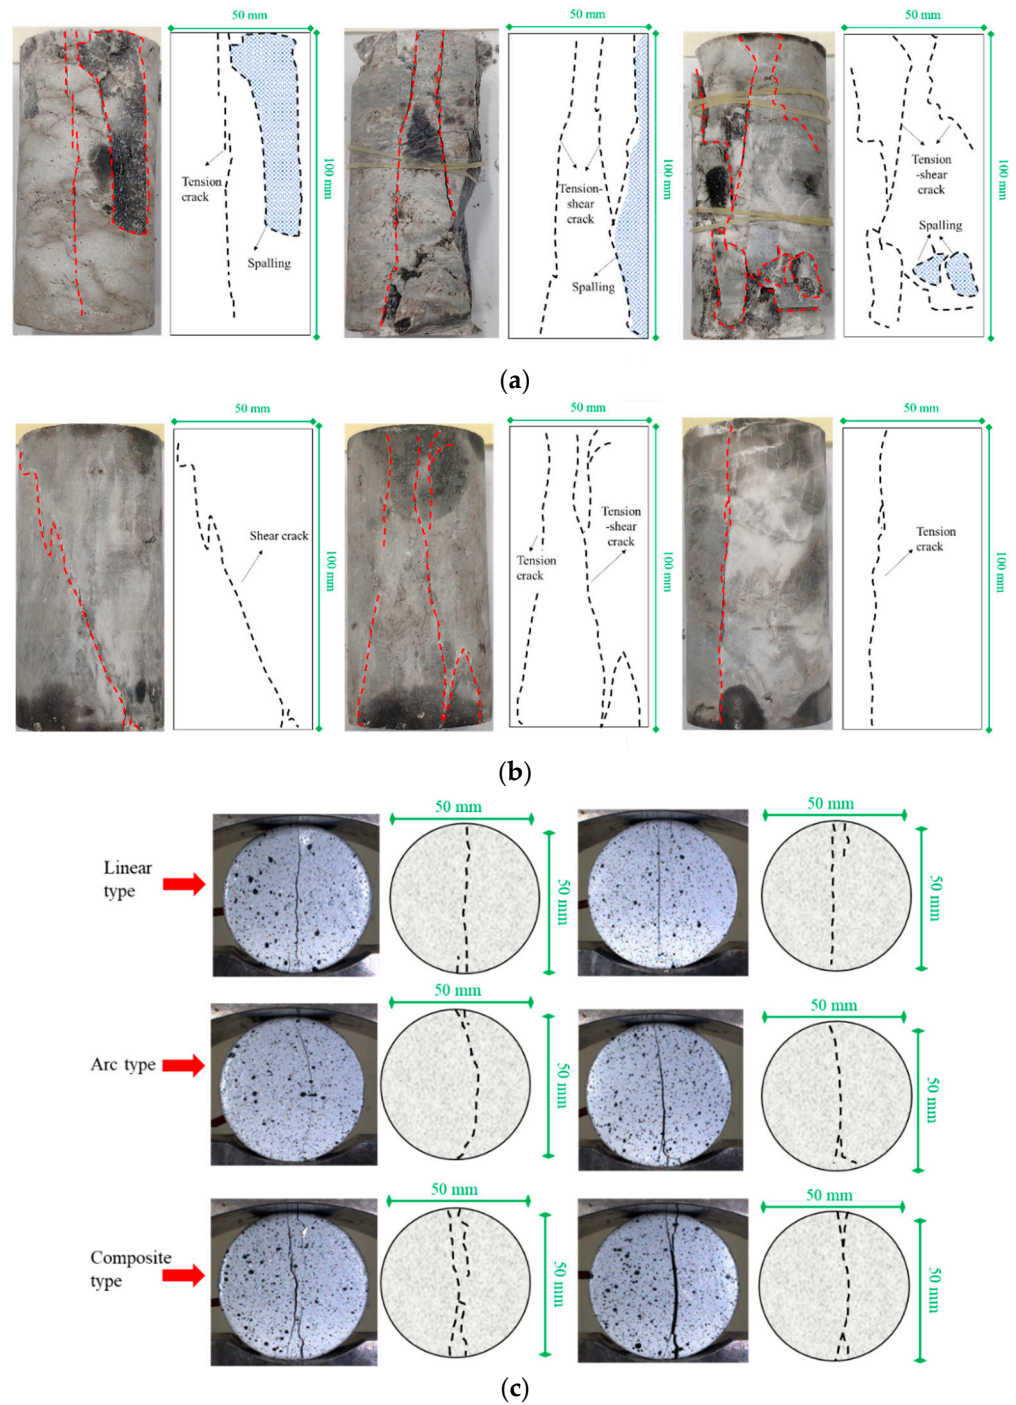 50 mm
50 mm
50 mm
100 mm
100 mm
100 mm
Tension
crack
Spalling
Tension-
shear
crack
Spalling
Tension
-shear
crack
Spalling
(a)
50 mm
50 mm
50 mm
100 mm
100 mm
100 mm
Shear crack
Tension
crack
Tension
-shear
crack
Tension
crack
(b)
Linear
type
50 mm
50 mm
50 mm
50 mm
Arc type
50 mm
50 mm
50 mm
50 mm
Composite
type
50 mm
50 mm
50 mm
50 mm
(c)